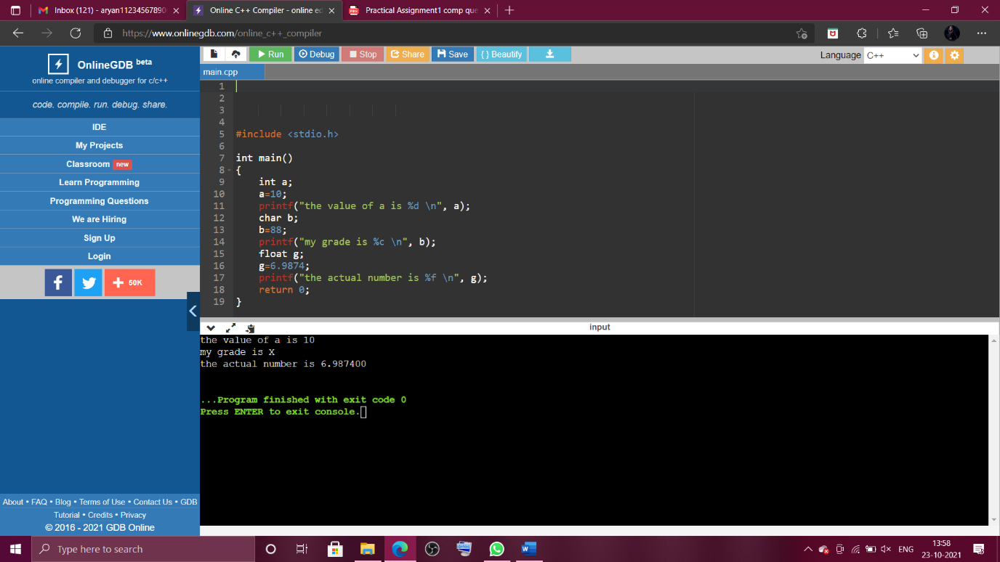 Inbox (121) - aryan11234567890
Online C++ Compiler - online ed
Practical Assignment1 comp que
https://www.onlinegdb.com/online_c++_compiler
OnlineGDB beta
online compiler and debugger for c/c++
code. compile. run. debug. share.
IDE
My Projects
Classroom new
Learn Programming
Programming Questions
We are Hiring
Sign Up
Login
50K
About • FAQ • Blog • Terms of Use • Contact Us • GDB
Tutorial • Credits • Privacy
© 2016 - 2021 GDB Online
Run Debug Stop Share Save { } Beautify
Language C++
main.cpp
1
2
3
4
5 #include <stdio.h>
6
7 int main()
8 {
9 int a;
10 a=10;
11 printf("the value of a is %d \n", a);
12 char b;
13 b=88;
14 printf("my grade is %c \n", b);
15 float g;
16 g=6.9874;
17 printf("the actual number is %f \n", g);
18 return 0;
19 }
input
the value of a is 10
my grade is X
the actual number is 6.987400
...Program finished with exit code 0
Press ENTER to exit console.
Type here to search
ENG
13:58
23-10-2021